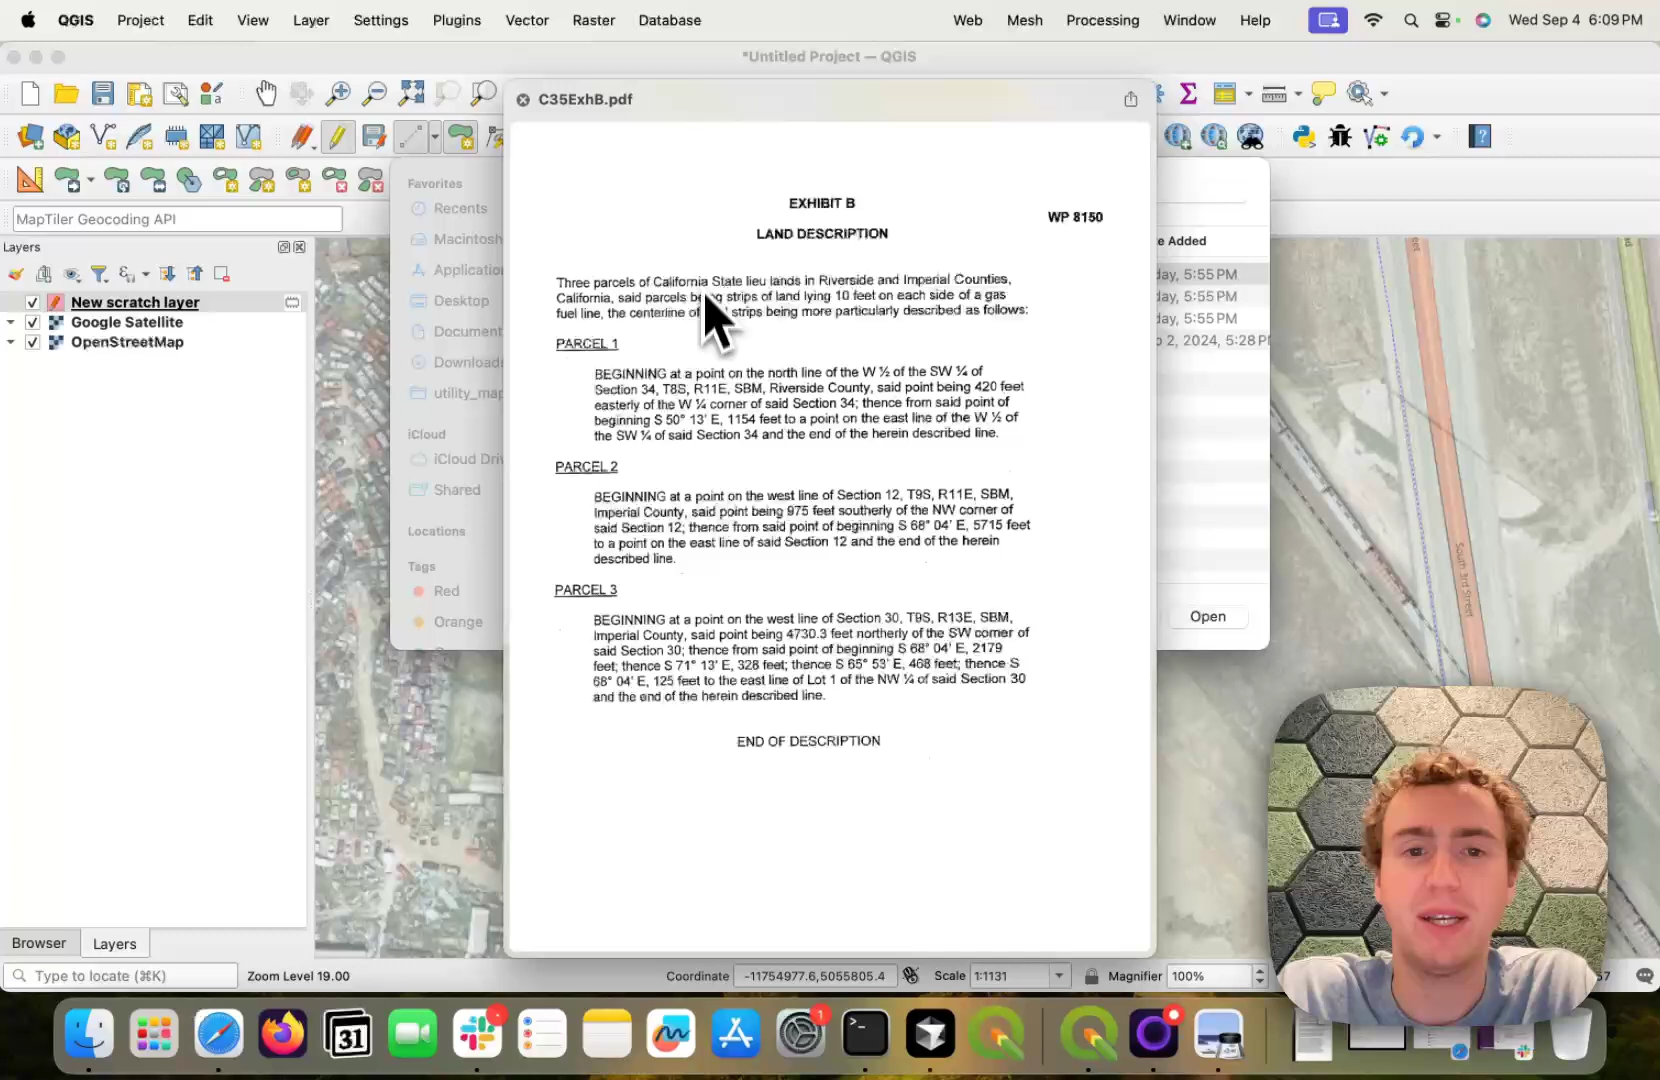 QGIS Project Edit View Layer Settings Plugins Vector Raster Database Web Mesh Processing Window Help Wed Sep 4 6:09 PM
*Untitled Project — QGIS
C35ExhB.pdf
MapTiler Geocoding API
Layers
New scratch layer
Google Satellite
OpenStreetMap
Favorites
Recents
Macintosh
Applicatio
Desktop
Document
Download
utility_map
iCloud
iCloud Driv
Shared
Locations
Tags
Red
Orange
EXHIBIT B
WP 8150
LAND DESCRIPTION
Three parcels of California State lieu lands in Riverside and Imperial Counties,
California, said parcels being strips of land lying 10 feet on each side of a gas
fuel line, the centerline of strips being more particularly described as follows:
PARCEL 1
BEGINNING at a point on the north line of the W ½ of the SW ¼ of
Section 34, T8S, R11E, SBM, Riverside County, said point being 420 feet
easterly of the W ¼ corner of said Section 34; thence from said point of
beginning S 50° 13' E, 1154 feet to a point on the east line of the W ½ of
the SW ¼ of said Section 34 and the end of the herein described line.
PARCEL 2
BEGINNING at a point on the west line of Section 12, T9S, R11E, SBM,
Imperial County, said point being 975 feet southerly of the NW corner of
said Section 12; thence from said point of beginning S 68° 04' E, 5715 feet
to a point on the east line of said Section 12 and the end of the herein
described line.
PARCEL 3
BEGINNING at a point on the west line of Section 30, T9S, R13E, SBM,
Imperial County, said point being 4730.3 feet northerly of the SW corner of
said Section 30; thence from said point of beginning S 68° 04' E, 2179
feet; thence S 71° 13' E, 328 feet; thence S 65° 53' E, 468 feet; thence S
68° 04' E, 125 feet to the east line of Lot 1 of the NW ¼ of said Section 30
and the end of the herein described line.
END OF DESCRIPTION
e Added
day, 5:55 PM
day, 5:55 PM
day, 5:55 PM
2, 2024, 5:28 P
Open
South 3rd Street
Browser Layers
Type to locate (⌘K) Zoom Level 19.00 Coordinate -11754977.6,5055805.4 Scale 1:1131 Magnifier 100%
31
1